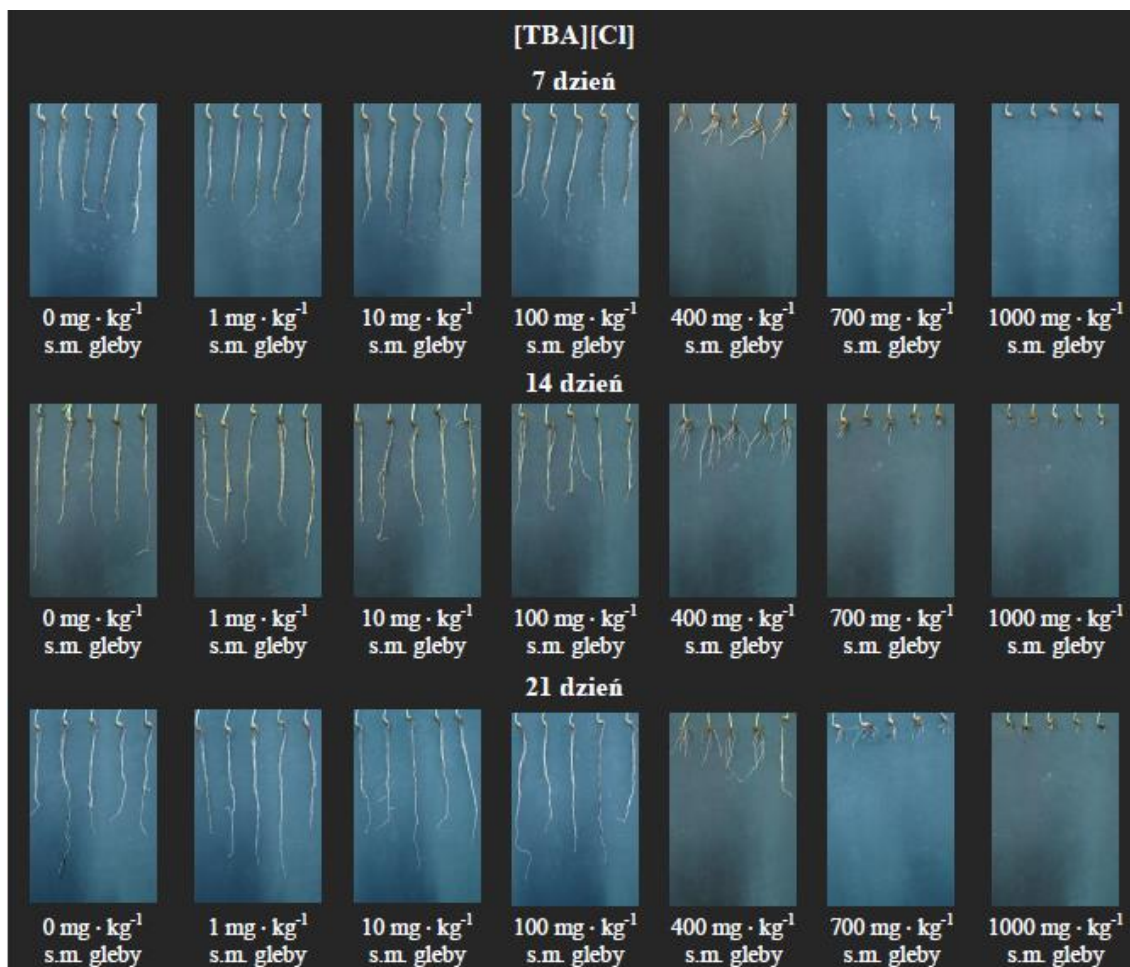 [TBA][Cl]
7 dzień
0 mg · kg⁻¹ 1 mg · kg⁻¹ 10 mg · kg⁻¹ 100 mg · kg⁻¹ 400 mg · kg⁻¹ 700 mg · kg⁻¹ 1000 mg · kg⁻¹
s.m. gleby s.m. gleby s.m. gleby s.m. gleby s.m. gleby s.m. gleby s.m. gleby
14 dzień
0 mg · kg⁻¹ 1 mg · kg⁻¹ 10 mg · kg⁻¹ 100 mg · kg⁻¹ 400 mg · kg⁻¹ 700 mg · kg⁻¹ 1000 mg · kg⁻¹
s.m. gleby s.m. gleby s.m. gleby s.m. gleby s.m. gleby s.m. gleby s.m. gleby
21 dzień
0 mg · kg⁻¹ 1 mg · kg⁻¹ 10 mg · kg⁻¹ 100 mg · kg⁻¹ 400 mg · kg⁻¹ 700 mg · kg⁻¹ 1000 mg · kg⁻¹
s.m. gleby s.m. gleby s.m. gleby s.m. gleby s.m. gleby s.m. gleby s.m. gleby